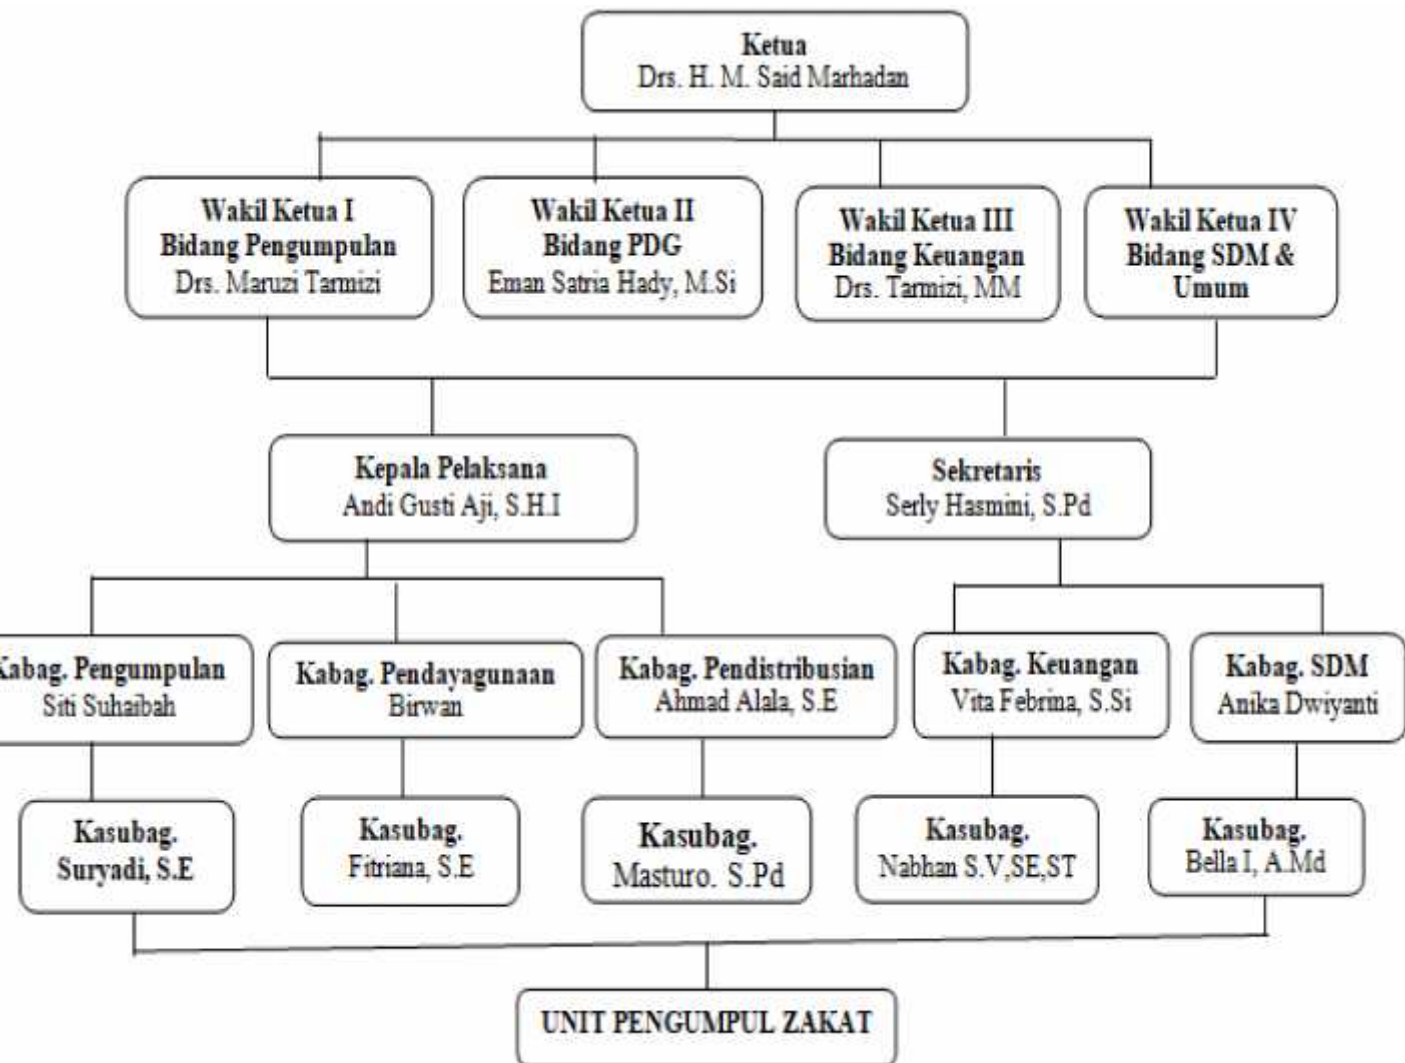 Ketua
Drs. H. M. Said Marhadan
Wakil Ketua I
Bidang Pengumpulan
Drs. Maruzi Tarmizi
Wakil Ketua II
Bidang PDG
Eman Satria Hady, M.Si
Wakil Ketua III
Bidang Keuangan
Drs. Tarmizi, MM
Wakil Ketua IV
Bidang SDM &
Umum
Kepala Pelaksana
Andi Gusti Aji, S.H.I
Sekretaris
Serly Hasmini, S.Pd
Kabag. Pengumpulan
Siti Suhaibah
Kabag. Pendayagunaan
Birwan
Kabag. Pendistribusian
Ahmad Alala, S.E
Kabag. Keuangan
Vita Febrina, S.Si
Kabag. SDM
Anika Dwiyanti
Kasubag.
Suryadi, S.E
Kasubag.
Fitriana, S.E
Kasubag.
Masturo. S.Pd
Kasubag.
Nabhan S.V,SE,ST
Kasubag.
Bella I, A.Md
UNIT PENGUMPUL ZAKAT